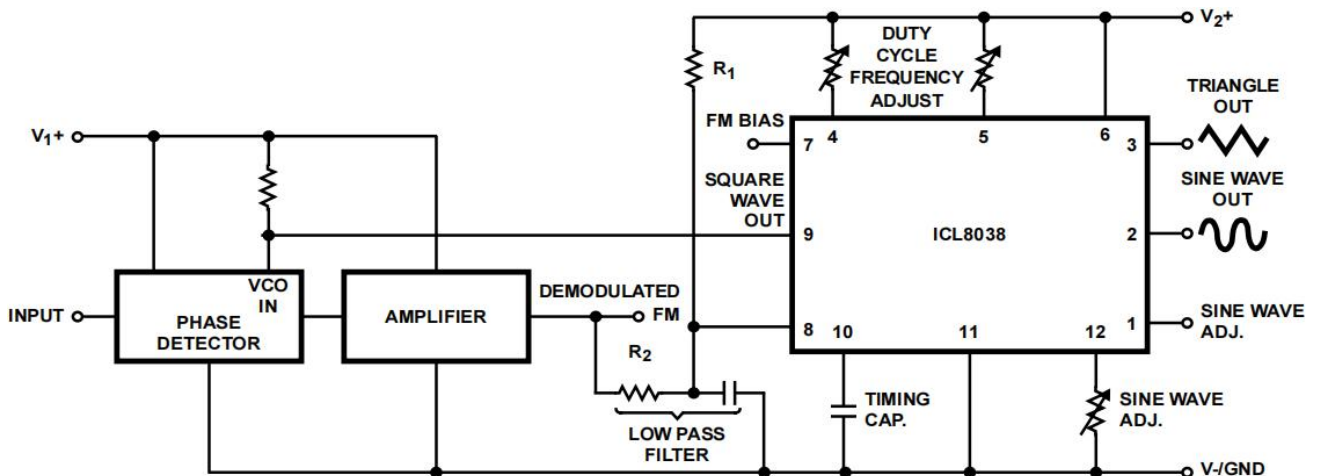 V2+
R1
DUTY
CYCLE
FREQUENCY
ADJUST
TRIANGLE
OUT
V1+
FM BIAS
7
4
5
6
3
SQUARE
WAVE
OUT
SINE WAVE
OUT
9
ICL8038
2
VCO
IN
INPUT
PHASE
DETECTOR
AMPLIFIER
DEMODULATED
FM
8
10
11
12
1
SINE WAVE
ADJ.
R2
LOW PASS
FILTER
TIMING
CAP.
SINE WAVE
ADJ.
V-/GND